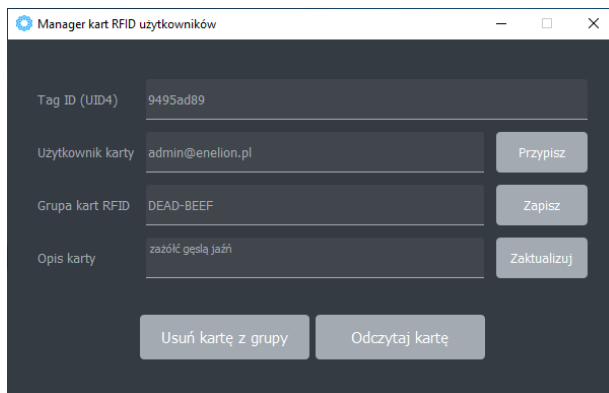 Manager kart RFID użytkowników
Tag ID (UID4) 9495ad89
Użytkownik karty admin@enelion.pl Przypisz
Grupa kart RFID DEAD-BEEF Zapisz
Opis karty zażółć gęslą jaźń Zaktualizuj
Usuń kartę z grupy Odczytaj kartę